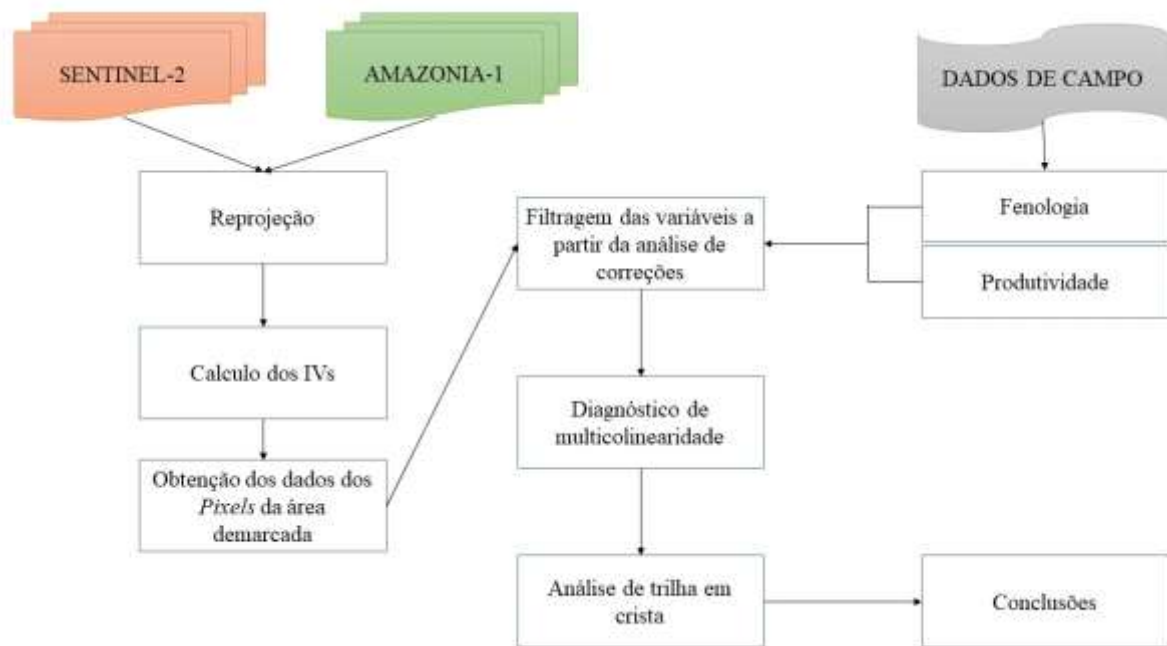 SENTINEL-2
AMAZONIA-1
DADOS DE CAMPO
Reprojeção
Calculo dos IVs
Obtenção dos dados dos
Pixels da área
demarcada
Filtragem das variáveis a
partir da análise de
correções
Diagnóstico de
multicolinearidade
Análise de trilha em
crista
Fenologia
Produtividade
Conclusões